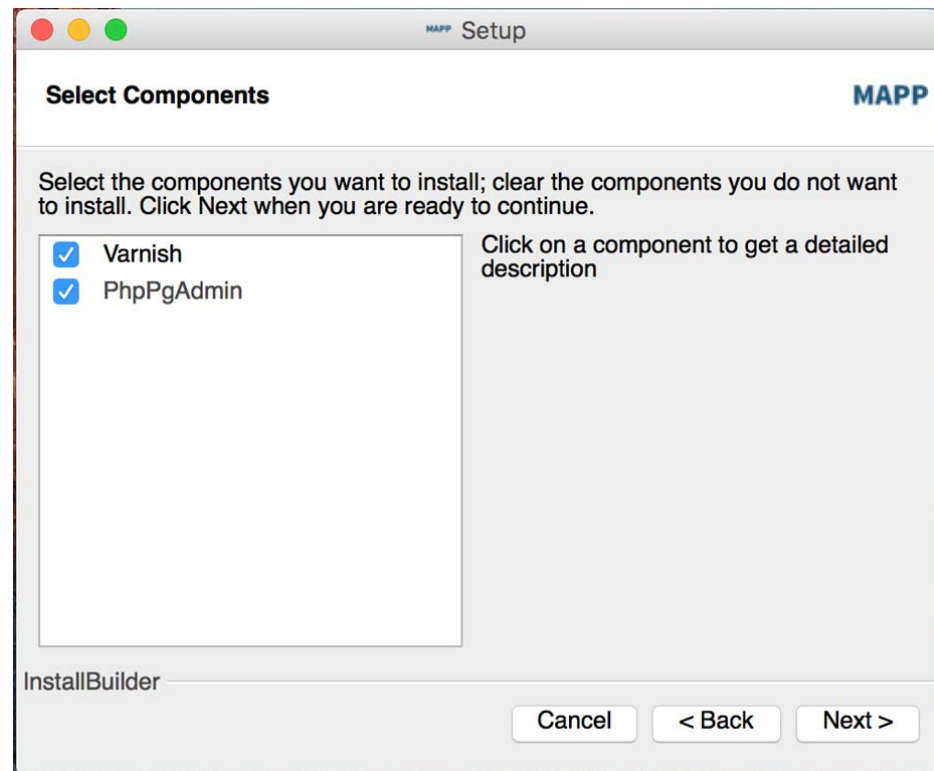 MAPP Setup
Select Components
MAPP
Select the components you want to install; clear the components you do not want
to install. Click Next when you are ready to continue.
Varnish
PhpPgAdmin
Click on a component to get a detailed
description
InstallBuilder
Cancel
< Back
Next >